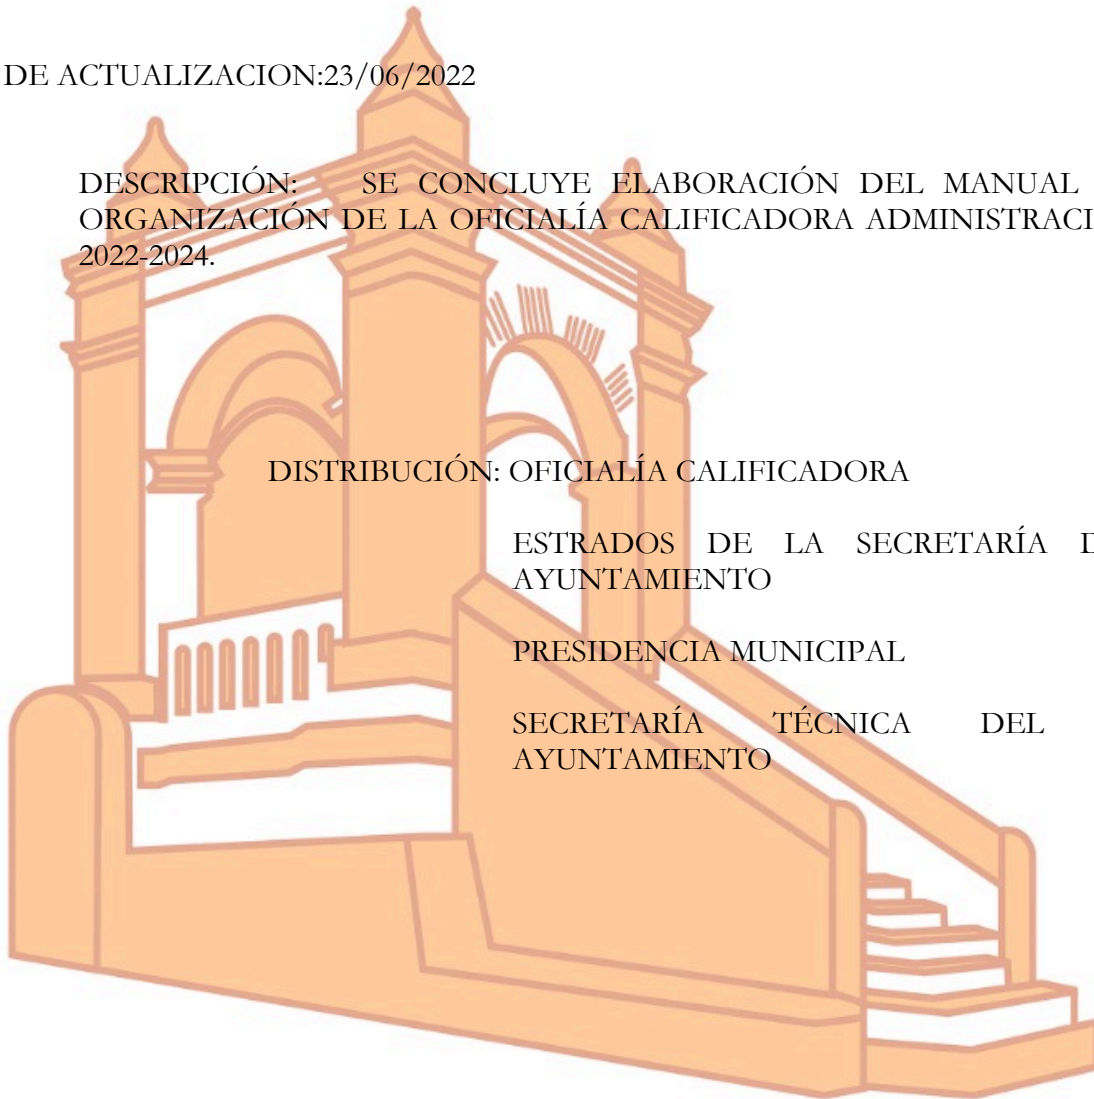 DE ACTUALIZACION:23/06/2022
DESCRIPCIÓN: SE CONCLUYE ELABORACIÓN DEL MANUAL
ORGANIZACIÓN DE LA OFICIALÍA CALIFICADORA ADMINISTRACI
2022-2024.
DISTRIBUCIÓN: OFICIALÍA CALIFICADORA
ESTRADOS DE LA SECRETARÍA D
AYUNTAMIENTO
PRESIDENCIA MUNICIPAL
SECRETARÍA TÉCNICA DEL
AYUNTAMIENTO